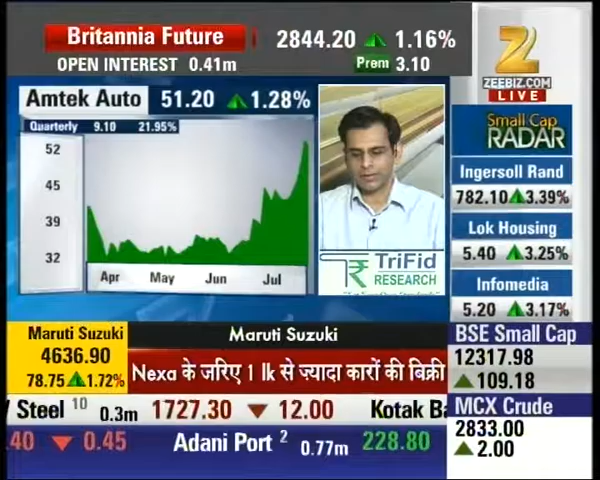 Britannia Future 2844.20 1.16%
OPEN INTEREST 0.41m Prem 3.10
Z
ZEEBIZ.COM
LIVE
Amtek Auto 51.20 1.28%
Quarterly 9.10 21.95%
52
45
39
32
Apr May Jun Jul
TriFid
RESEARCH
Small Cap
RADAR
Ingersoll Rand
782.10 3.39%
Lok Housing
5.40 3.25%
Infomedia
5.20 3.17%
Maruti Suzuki
4636.90
78.75 1.72%
Maruti Suzuki
Nexa के जरिए 1 lk से ज्यादा कारों की बिक्री
BSE Small Cap
12317.98
109.18
Steel 10 0.3m 1727.30 12.00 Kotak Ba
MCX Crude
2833.00
2.00
.40 0.45 Adani Port 2 0.77m 228.80